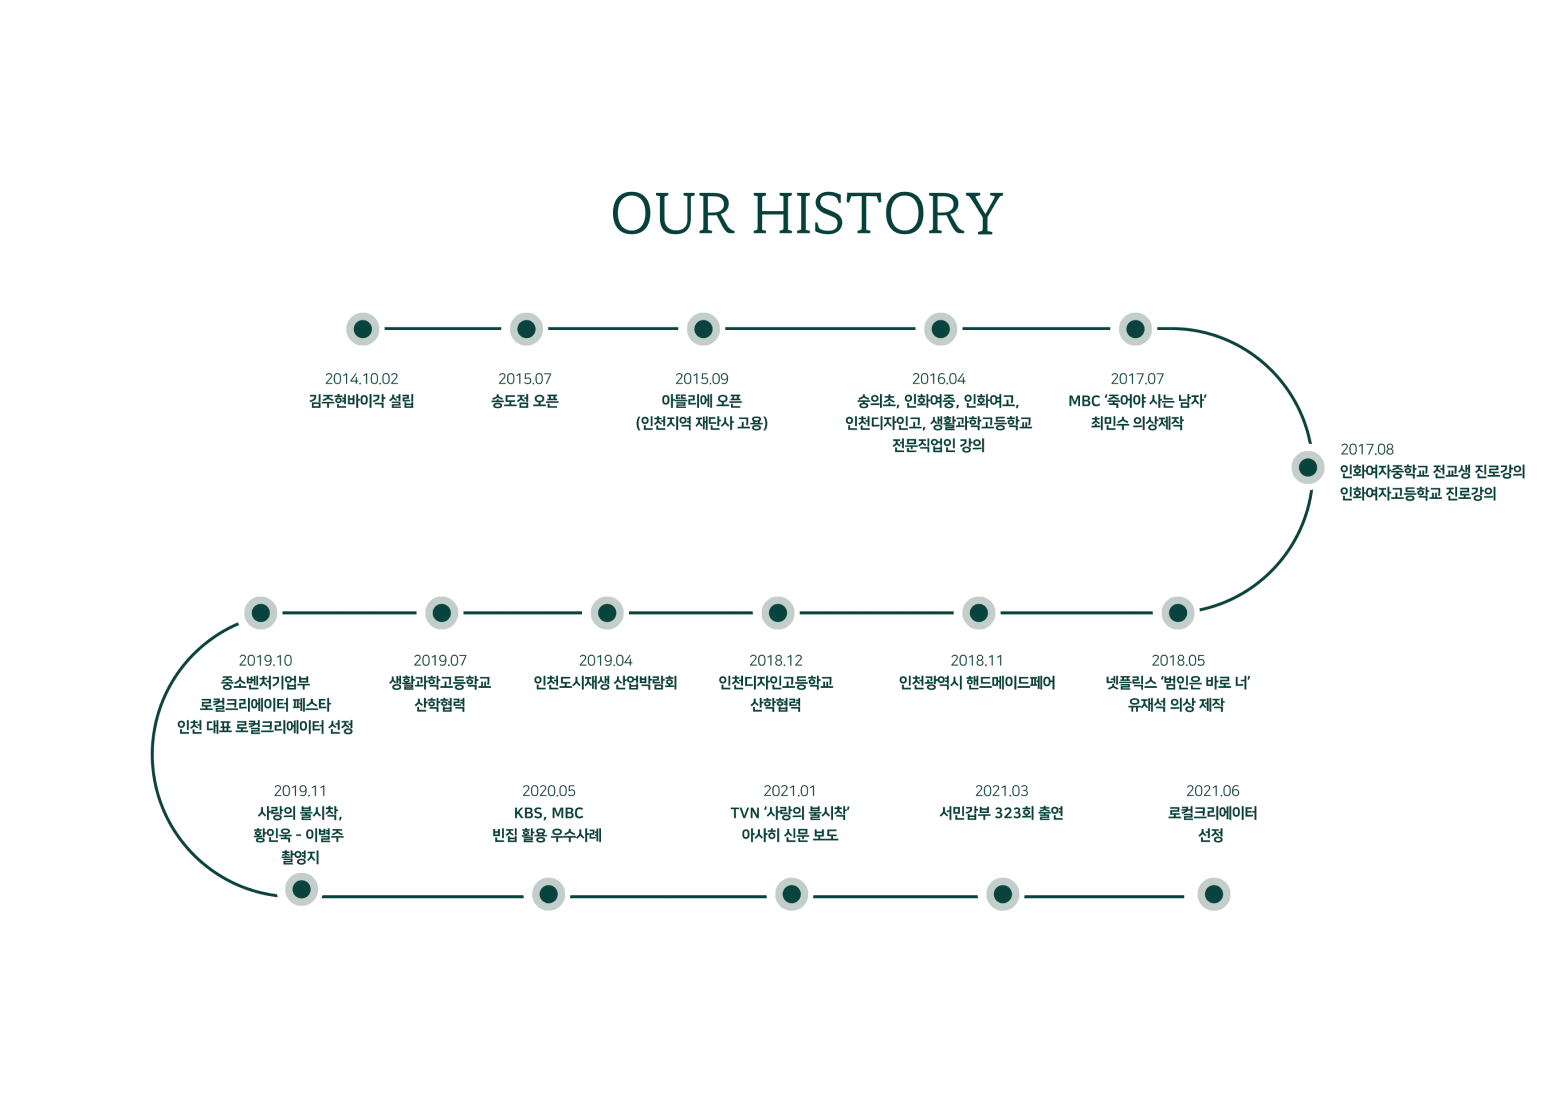 OUR HISTORY
2014.10.02
김주현바이각 설립
2015.07
송도점 오픈
2015.09
아뜰리에 오픈
(인천지역 재단사 고용)
2016.04
숭의초, 인화여중, 인화여고,
인천디자인고, 생활과학고등학교
전문직업인 강의
2017.07
MBC ‘죽어야 사는 남자’
최민수 의상제작
2017.08
인화여자중학교 전교생 진로강의
인화여자고등학교 진로강의
2018.05
넷플릭스 ‘범인은 바로 너’
유재석 의상 제작
2018.11
인천광역시 핸드메이드페어
2018.12
인천디자인고등학교
산학협력
2019.04
인천도시재생 산업박람회
2019.07
생활과학고등학교
산학협력
2019.10
중소벤처기업부
로컬크리에이터 페스타
인천 대표 로컬크리에이터 선정
2019.11
사랑의 불시착,
황인욱 - 이별주
촬영지
2020.05
KBS, MBC
빈집 활용 우수사례
2021.01
TVN ‘사랑의 불시착’
아사히 신문 보도
2021.03
서민갑부 323회 출연
2021.06
로컬크리에이터
선정